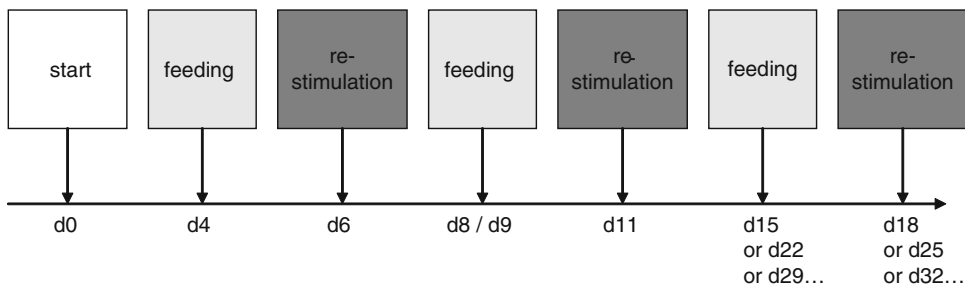 start
feeding
re-
stimulation
feeding
re-
stimulation
feeding
re-
stimulation
d0
d4
d6
d8 / d9
d11
d15
or d22
or d29...
d18
or d25
or d32...